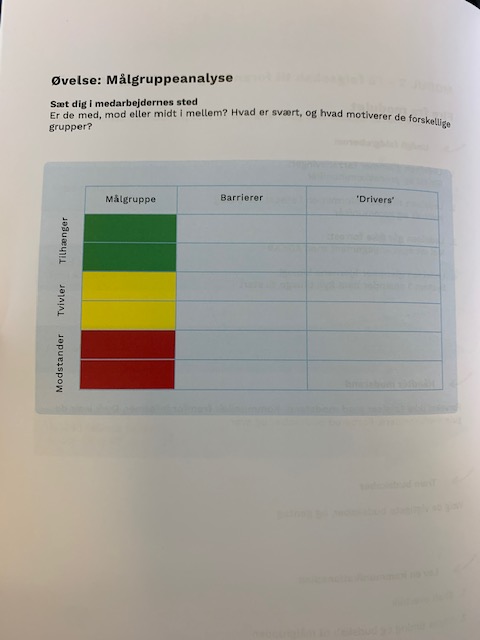 Øvelse: Målgruppeanalyse
Sæt dig i medarbejdernes sted
Er de med, mod eller midt i mellem? Hvad er svært, og hvad motiverer de forskellige
grupper?
Målgruppe
Barrierer
'Drivers'
Tilhænger
Tvivler
Modstander